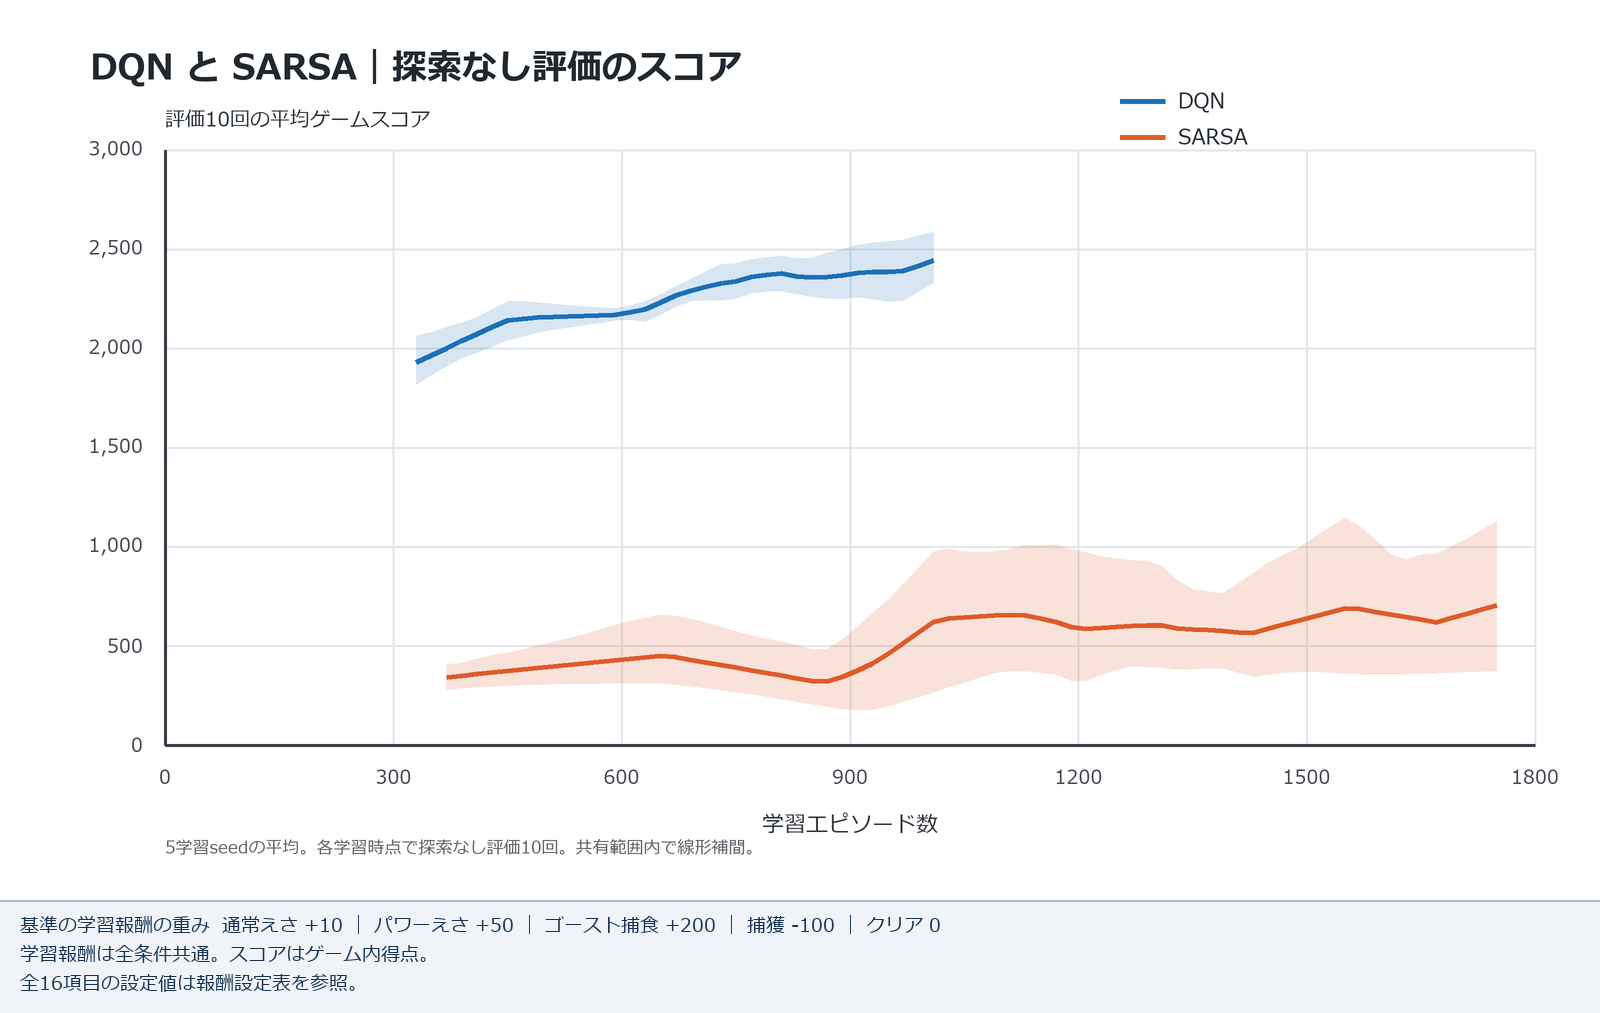 DQN と SARSA｜探索なし評価のスコア
評価10回の平均ゲームスコア
DQN
SARSA
3,000
2,500
2,000
1,500
1,000
500
0
0 300 600 900 1200 1500 1800
学習エピソード数
5学習seedの平均。各学習時点で探索なし評価10回。共有範囲内で線形補間。
基準の学習報酬の重み 通常えさ +10 ｜ パワーえさ +50 ｜ ゴースト捕食 +200 ｜ 捕獲 -100 ｜ クリア 0
学習報酬は全条件共通。スコアはゲーム内得点。
全16項目の設定値は報酬設定表を参照。